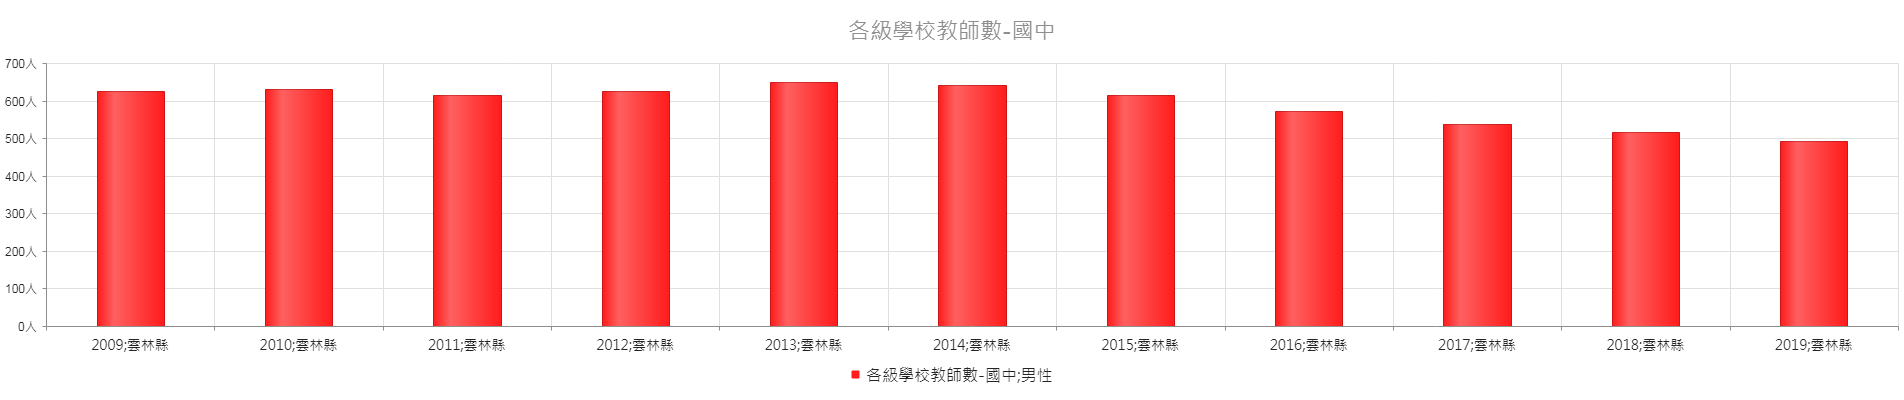 各級學校教師數-國中
700人
600人
500人
400人
300人
200人
100人
0人
2009;雲林縣 2010;雲林縣 2011;雲林縣 2012;雲林縣 2013;雲林縣 2014;雲林縣 2015;雲林縣 2016;雲林縣 2017;雲林縣 2018;雲林縣 2019;雲林縣
各級學校教師數-國中;男性